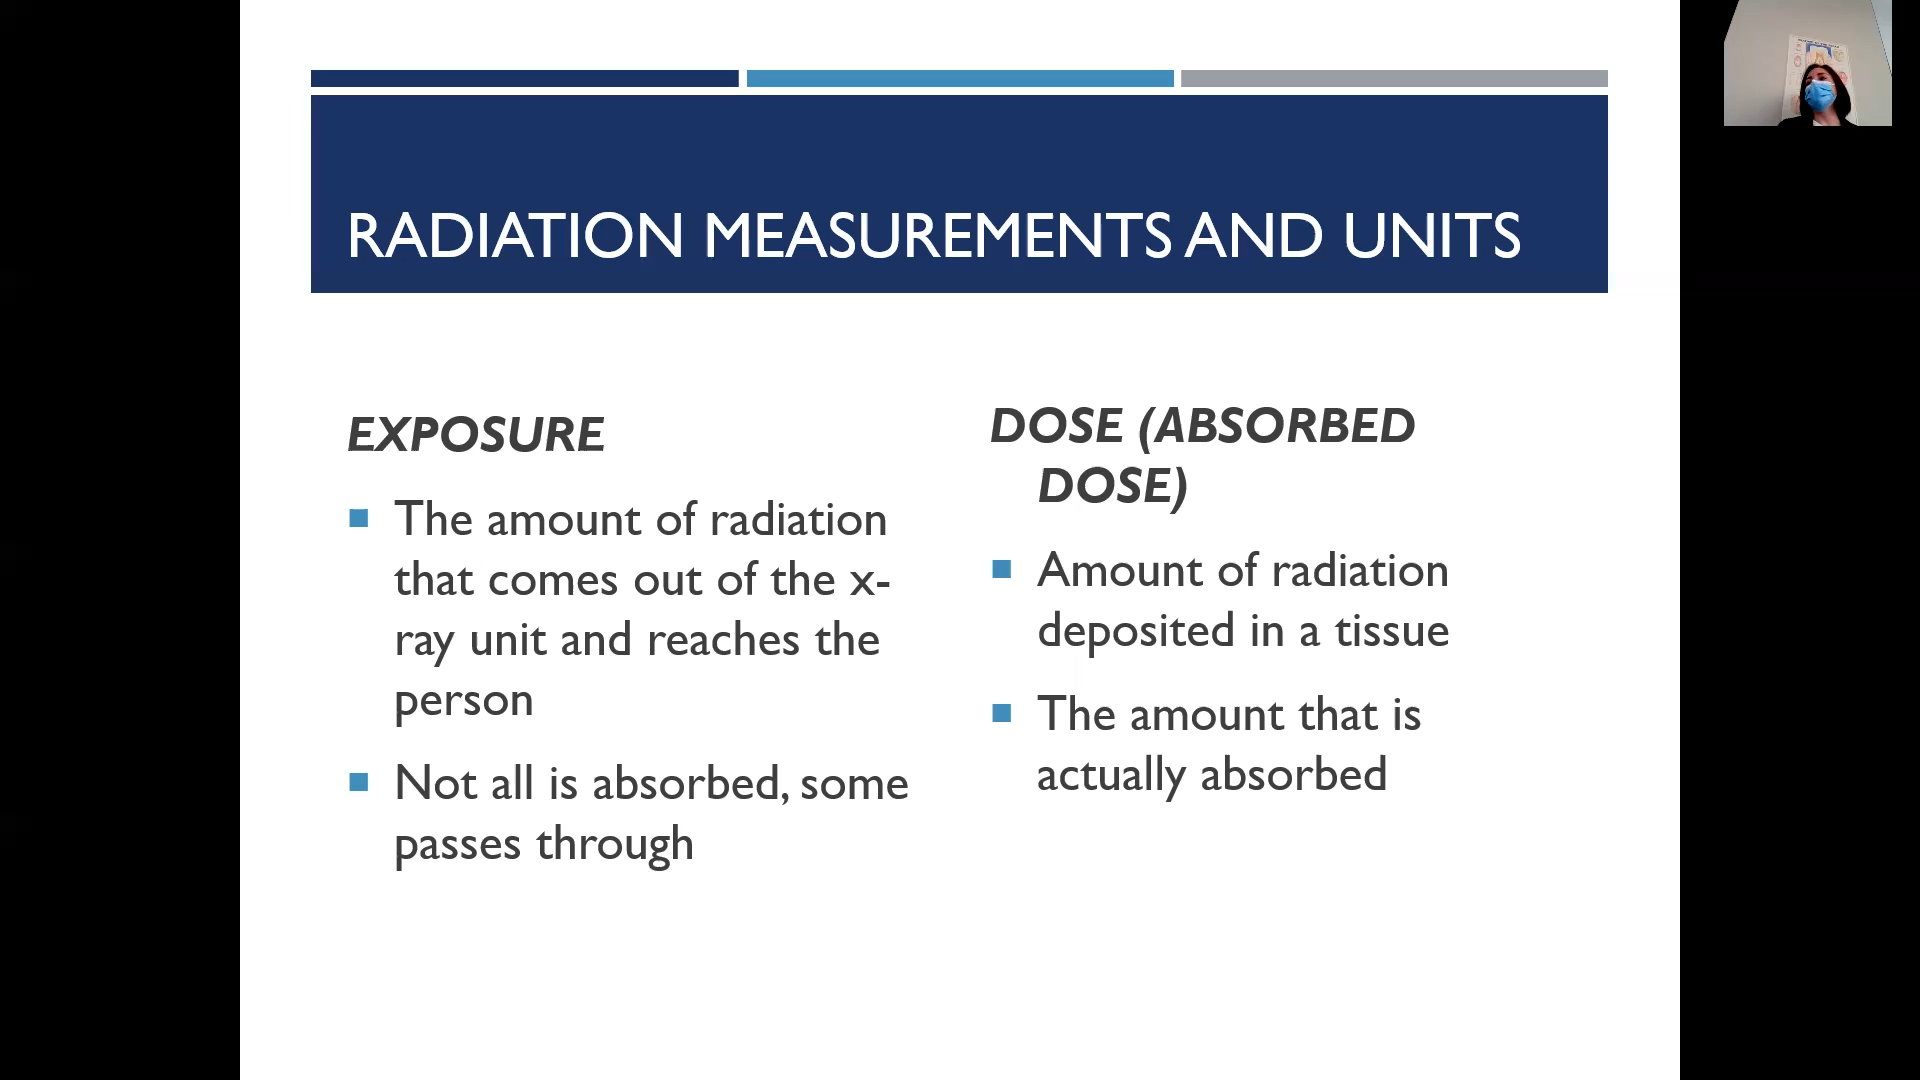 RADIATION MEASUREMENTS AND UNITS
EXPOSURE
The amount of radiation
that comes out of the x-
ray unit and reaches the
person
Not all is absorbed, some
passes through
DOSE (ABSORBED
DOSE)
Amount of radiation
deposited in a tissue
The amount that is
actually absorbed